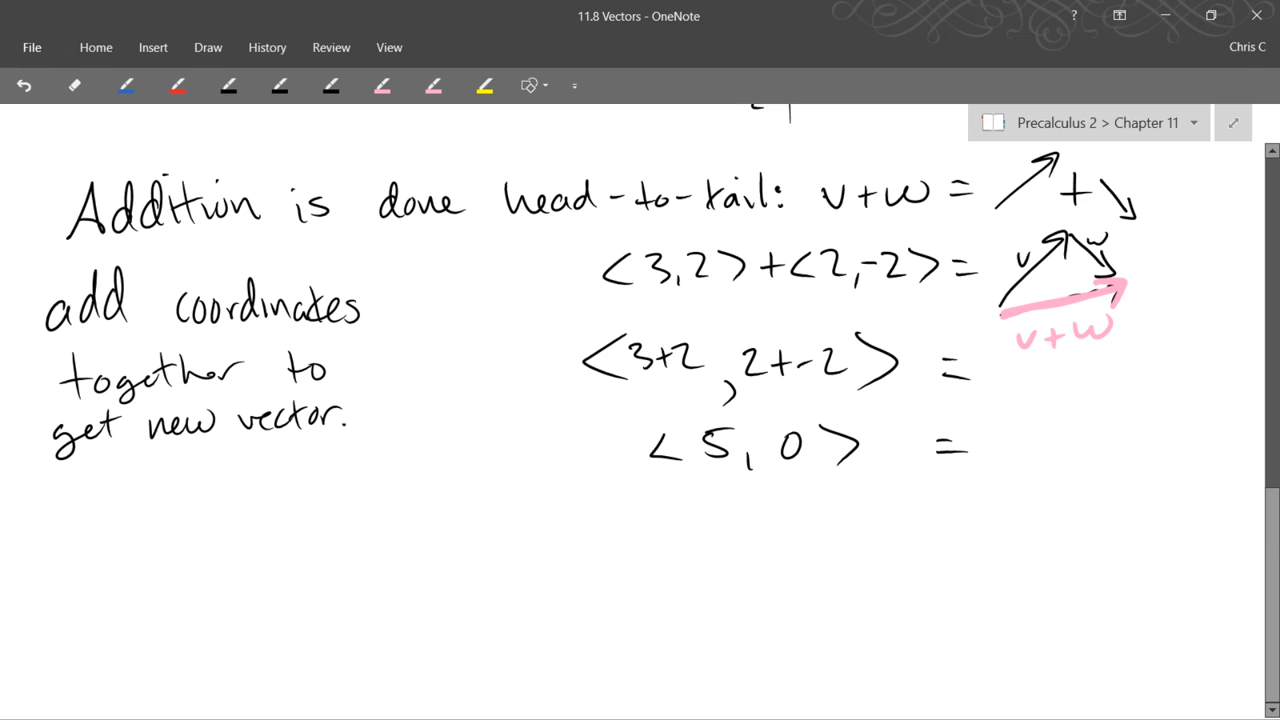 11.8 Vectors - OneNote
?
File Home Insert Draw History Review View
Chris C
Precalculus 2 > Chapter 11
Addition is done head-to-tail: v+w = +
<3,2>+<2,-2>= v w
add coordinates
v+w
together to <3+2, 2+-2> =
get new vector.
<5, 0> =